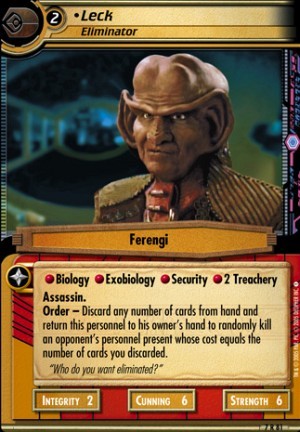 2 •Leck
Eliminator
Ferengi
•Biology •Exobiology •Security •2 Treachery
Assassin.
Order – Discard any number of cards from hand and
return this personnel to his owner's hand to randomly kill
an opponent's personnel present whose cost equals the
number of cards you discarded.
"Who do you want eliminated?"
INTEGRITY 2 CUNNING 6 STRENGTH 6